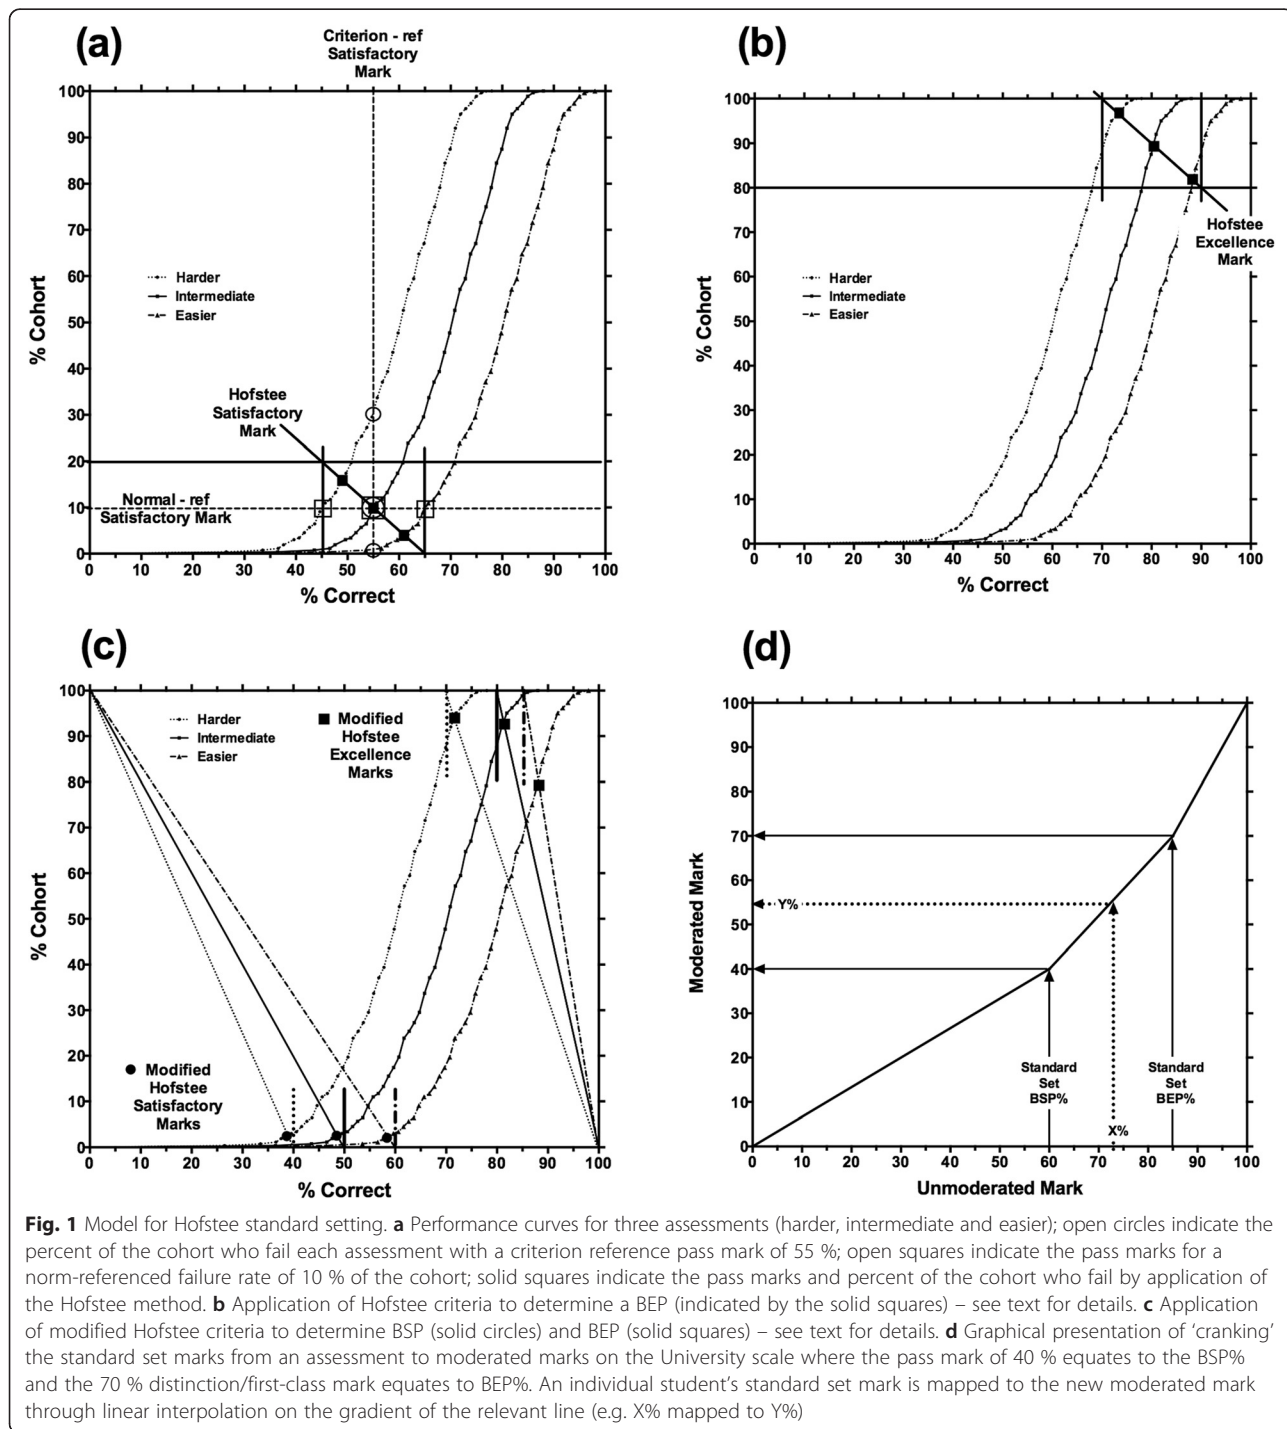 (a)
Criterion - ref
Satisfactory
Mark
100
90
80
70
60
50
40
30
20
10
0
% Cohort
Harder
Intermediate
Easier
Hofstee
Satisfactory
Mark
Normal - ref
Satisfactory Mark
0 10 20 30 40 50 60 70 80 90 100
% Correct
(b)
100
90
80
70
60
50
40
30
20
10
0
% Cohort
Harder
Intermediate
Easier
Hofstee
Excellence
Mark
0 10 20 30 40 50 60 70 80 90 100
% Correct
(c)
100
90
80
70
60
50
40
30
20
10
0
% Cohort
Harder
Intermediate
Easier
Modified
Hofstee
Excellence
Marks
Modified
Hofstee
Satisfactory
Marks
0 10 20 30 40 50 60 70 80 90 100
% Correct
(d)
100
90
80
70
60
50
40
30
20
10
0
Moderated Mark
Y%
Standard
Set
BSP%
X%
Standard
Set
BEP%
0 10 20 30 40 50 60 70 80 90 100
Unmoderated Mark
Fig. 1 Model for Hofstee standard setting. a Performance curves for three assessments (harder, intermediate and easier); open circles indicate the
percent of the cohort who fail each assessment with a criterion reference pass mark of 55 %; open squares indicate the pass marks for a
norm-referenced failure rate of 10 % of the cohort; solid squares indicate the pass marks and percent of the cohort who fail by application of
the Hofstee method. b Application of Hofstee criteria to determine a BEP (indicated by the solid squares) – see text for details. c Application
of modified Hofstee criteria to determine BSP (solid circles) and BEP (solid squares) – see text for details. d Graphical presentation of ‘cranking’
the standard set marks from an assessment to moderated marks on the University scale where the pass mark of 40 % equates to the BSP%
and the 70 % distinction/first-class mark equates to BEP%. An individual student’s standard set mark is mapped to the new moderated mark
through linear interpolation on the gradient of the relevant line (e.g. X% mapped to Y%)